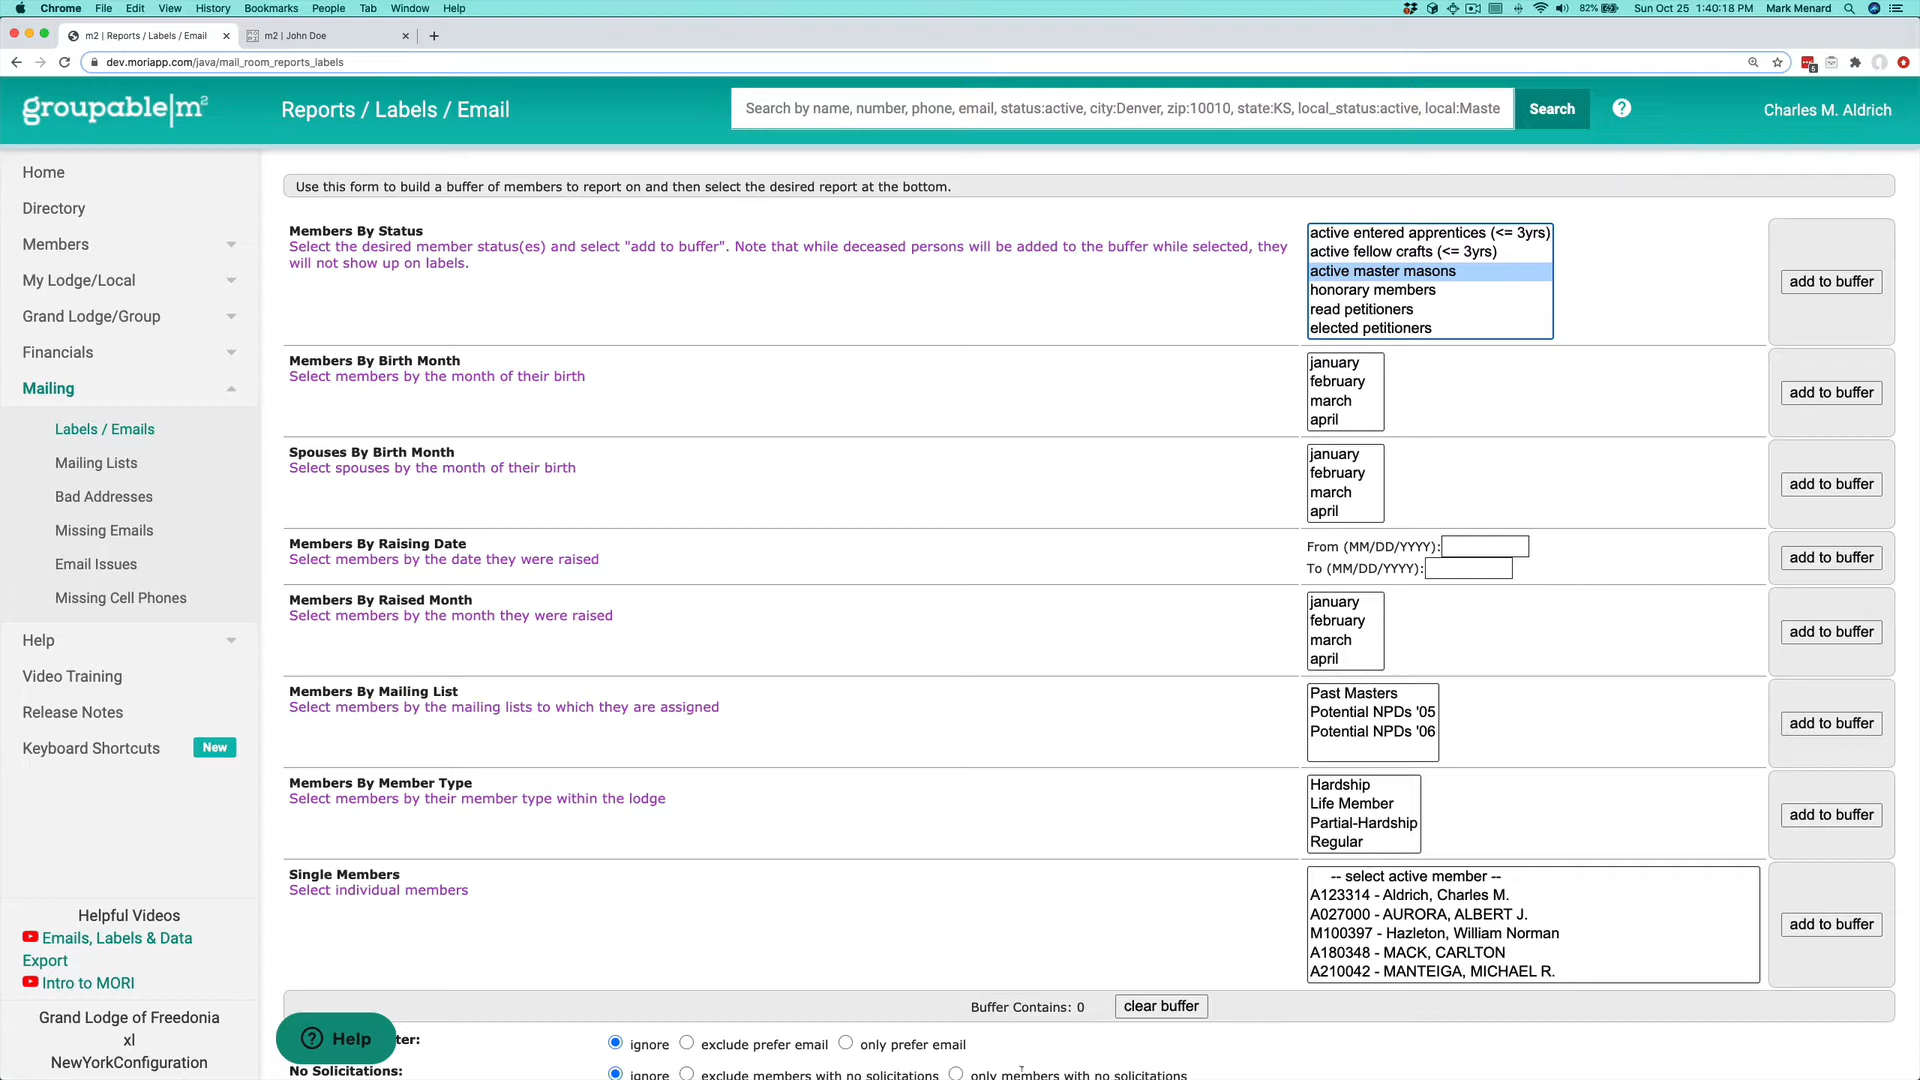 Chrome File Edit View History Bookmarks People Tab Window Help
82% Sun Oct 25 1:40:18 PM Mark Menard
m2 | Reports / Labels / Email
m2 | John Doe
dev.moriapp.com/java/mail_room_reports_labels
groupable|m²
Reports / Labels / Email
Search by name, number, phone, email, status:active, city:Denver, zip:10010, state:KS, local_status:active, local:Maste
Search
Charles M. Aldrich
Home
Directory
Members
My Lodge/Local
Grand Lodge/Group
Financials
Mailing
Labels / Emails
Mailing Lists
Bad Addresses
Missing Emails
Email Issues
Missing Cell Phones
Help
Video Training
Release Notes
Keyboard Shortcuts New
Helpful Videos
Emails, Labels & Data
Export
Intro to MORI
Grand Lodge of Freedonia
xl
NewYorkConfiguration
Use this form to build a buffer of members to report on and then select the desired report at the bottom.
Members By Status
Select the desired member status(es) and select "add to buffer". Note that while deceased persons will be added to the buffer while selected, they
will not show up on labels.
active entered apprentices (<= 3yrs)
active fellow crafts (<= 3yrs)
active master masons
honorary members
read petitioners
elected petitioners
add to buffer
Members By Birth Month
Select members by the month of their birth
january
february
march
april
add to buffer
Spouses By Birth Month
Select spouses by the month of their birth
january
february
march
april
add to buffer
Members By Raising Date
Select members by the date they were raised
From (MM/DD/YYYY):
To (MM/DD/YYYY):
add to buffer
Members By Raised Month
Select members by the month they were raised
january
february
march
april
add to buffer
Members By Mailing List
Select members by the mailing lists to which they are assigned
Past Masters
Potential NPDs '05
Potential NPDs '06
add to buffer
Members By Member Type
Select members by their member type within the lodge
Hardship
Life Member
Partial-Hardship
Regular
add to buffer
Single Members
Select individual members
-- select active member --
A123314 - Aldrich, Charles M.
A027000 - AURORA, ALBERT J.
M100397 - Hazleton, William Norman
A180348 - MACK, CARLTON
A210042 - MANTEIGA, MICHAEL R.
add to buffer
Buffer Contains: 0 clear buffer
Help
ter: ignore exclude prefer email only prefer email
No Solicitations: ignore exclude members with no solicitations only members with no solicitations